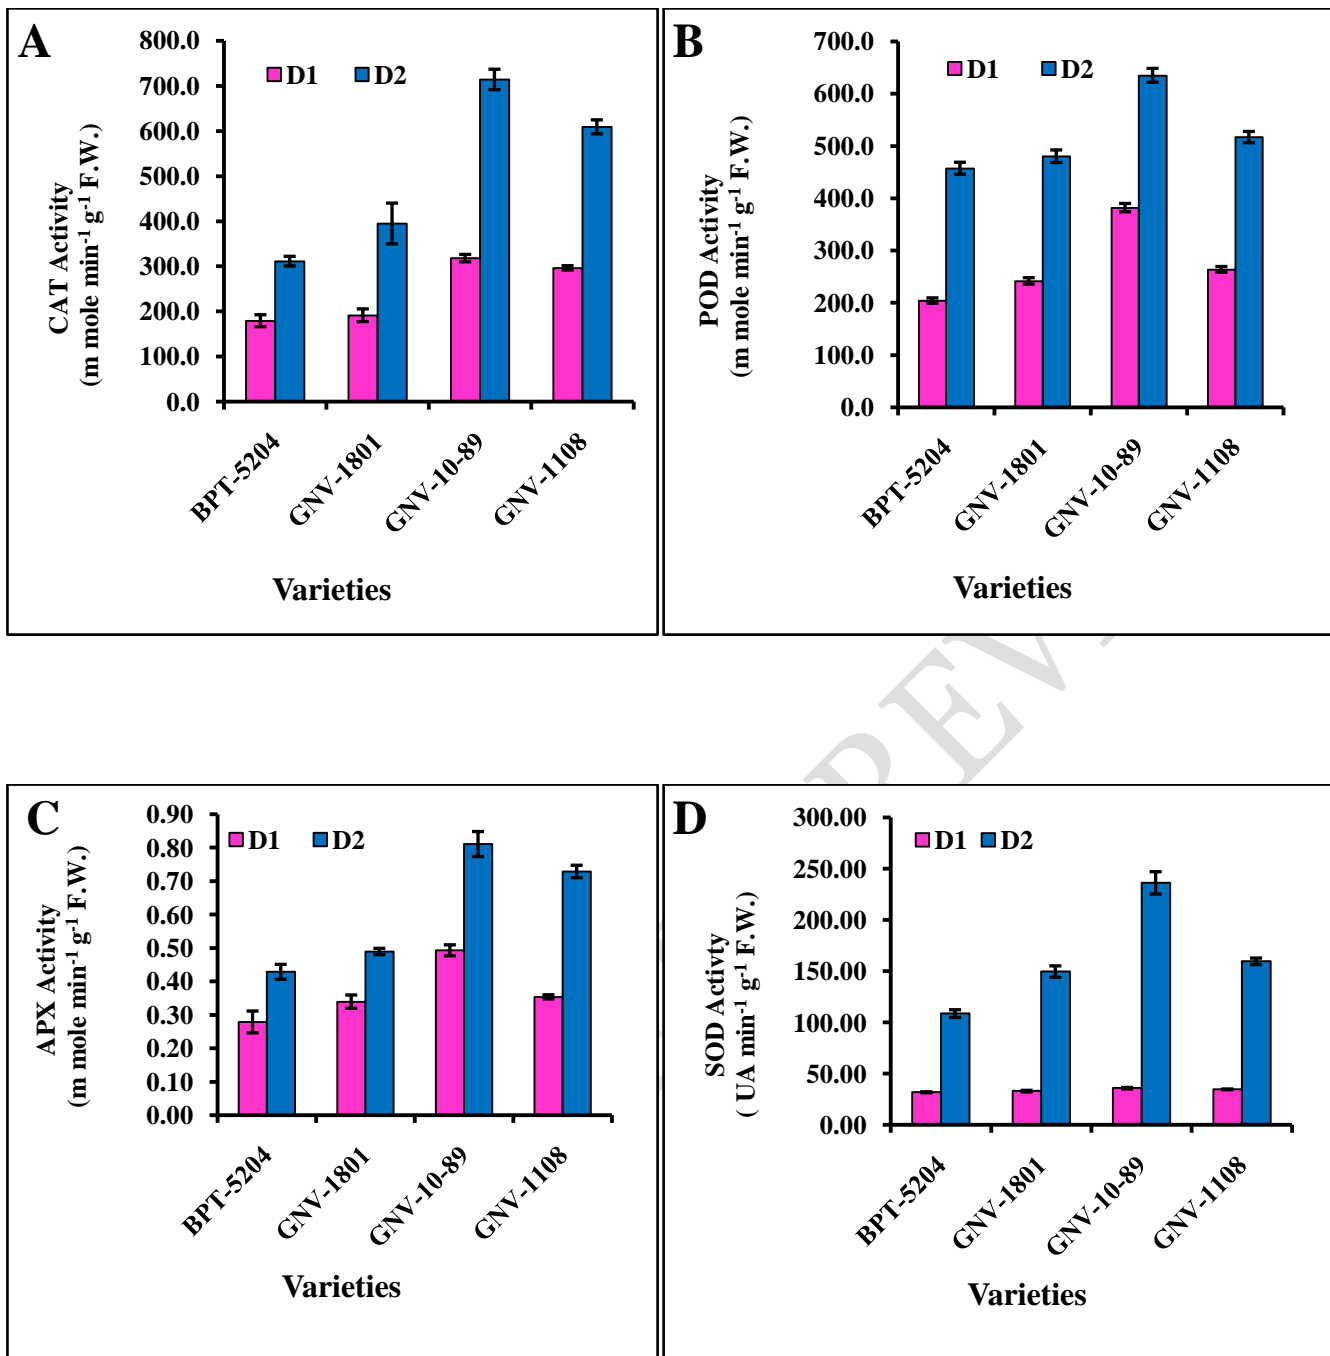 A
800.0
700.0
600.0
500.0
400.0
300.0
200.0
100.0
0.0
D1 D2
CAT Activity
(m mole min-1 g-1 F.W.)
BPT-5204
GNV-1801
GNV-10-89
GNV-1108
Varieties
B
700.0
600.0
500.0
400.0
300.0
200.0
100.0
0.0
D1 D2
POD Activity
(m mole min-1 g-1 F.W.)
BPT-5204
GNV-1801
GNV-10-89
GNV-1108
Varieties
PEV
C
0.90
0.80
0.70
0.60
0.50
0.40
0.30
0.20
0.10
0.00
D1 D2
APX Activity
(m mole min-1 g-1 F.W.)
BPT-5204
GNV-1801
GNV-10-89
GNV-1108
Varieties
D
300.00
250.00
200.00
150.00
100.00
50.00
0.00
D1 D2
SOD Activty
( UA min-1 g-1 F.W.)
BPT-5204
GNV-1801
GNV-10-89
GNV-1108
Varieties